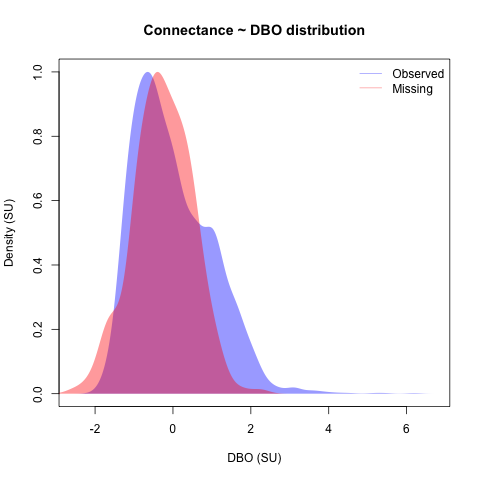 Connectance ~ DBO distribution
Observed
Missing
Density (SU)
1.0
0.8
0.6
0.4
0.2
0.0
-2 0 2 4 6
DBO (SU)